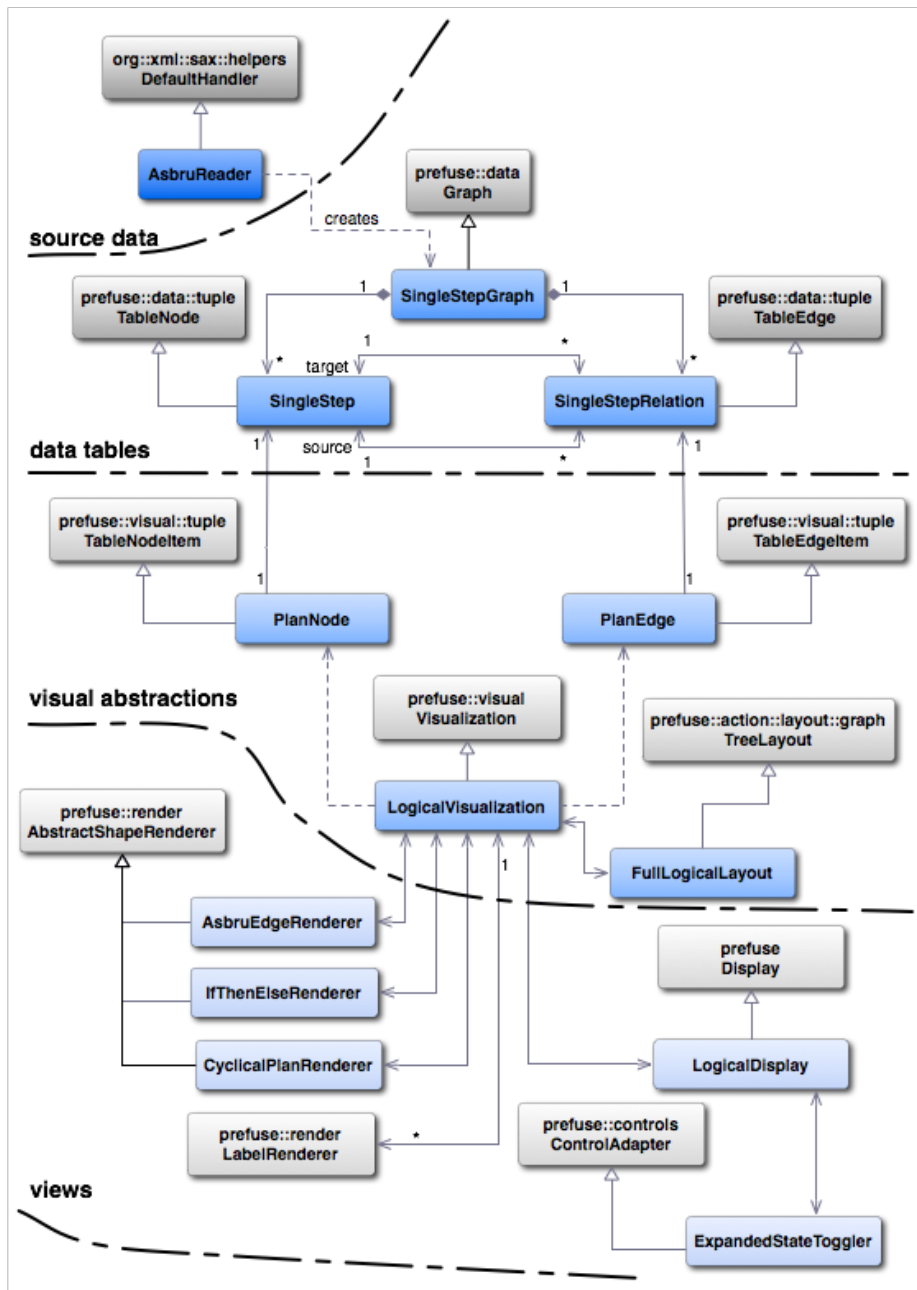 org::xml::sax::helpers
DefaultHandler
AsbruReader
prefuse::data
Graph
creates
source data
SingleStepGraph
1
1
prefuse::data::tuple
TableNode
prefuse::data::tuple
TableEdge
*
1
*
*
target
SingleStep
SingleStepRelation
1
source
1
*
1
data tables
prefuse::visual::tuple
TableNodeItem
prefuse::visual::tuple
TableEdgeItem
1
1
PlanNode
PlanEdge
visual abstractions
prefuse::visual
Visualization
prefuse::action::layout::graph
TreeLayout
LogicalVisualization
prefuse::render
AbstractShapeRenderer
1
FullLogicalLayout
AsbruEdgeRenderer
prefuse
Display
IfThenElseRenderer
CyclicalPlanRenderer
LogicalDisplay
prefuse::render
LabelRenderer
*
prefuse::controls
ControlAdapter
views
ExpandedStateToggler